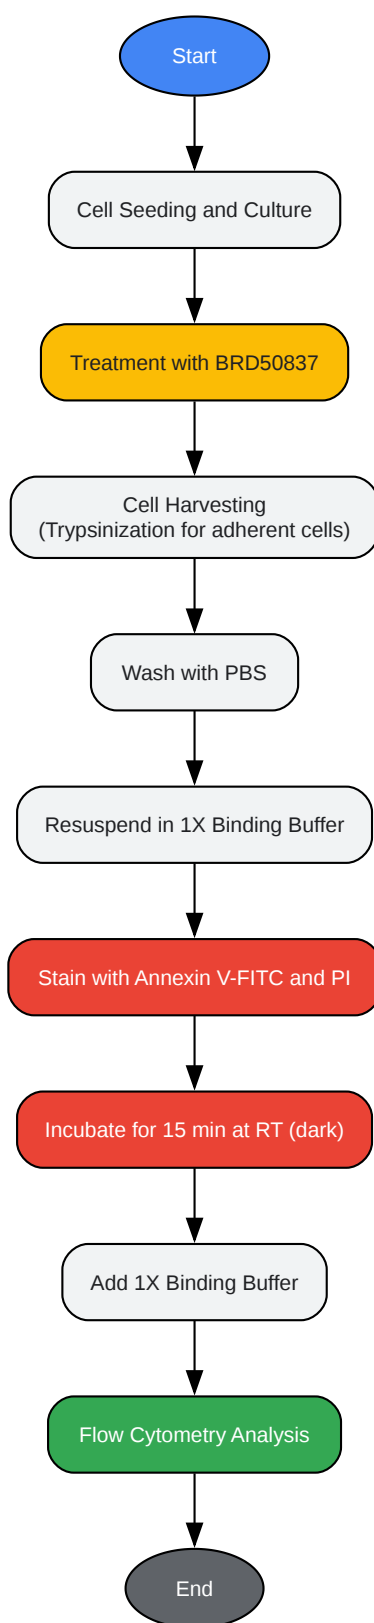 Start
Cell Seeding and Culture
Treatment with BRD50837
Cell Harvesting
(Trypsinization for adherent cells)
Wash with PBS
Resuspend in 1X Binding Buffer
Stain with Annexin V-FITC and PI
Incubate for 15 min at RT (dark)
Add 1X Binding Buffer
Flow Cytometry Analysis
End